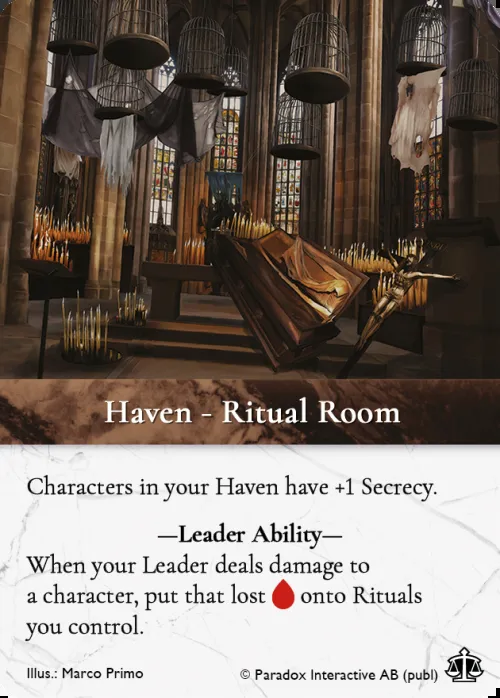 Haven - Ritual Room
Characters in your Haven have +1 Secrecy.
—Leader Ability—
When your Leader deals damage to
a character, put that lost onto Rituals
you control.
Illus.: Marco Primo
© Paradox Interactive AB (publ)